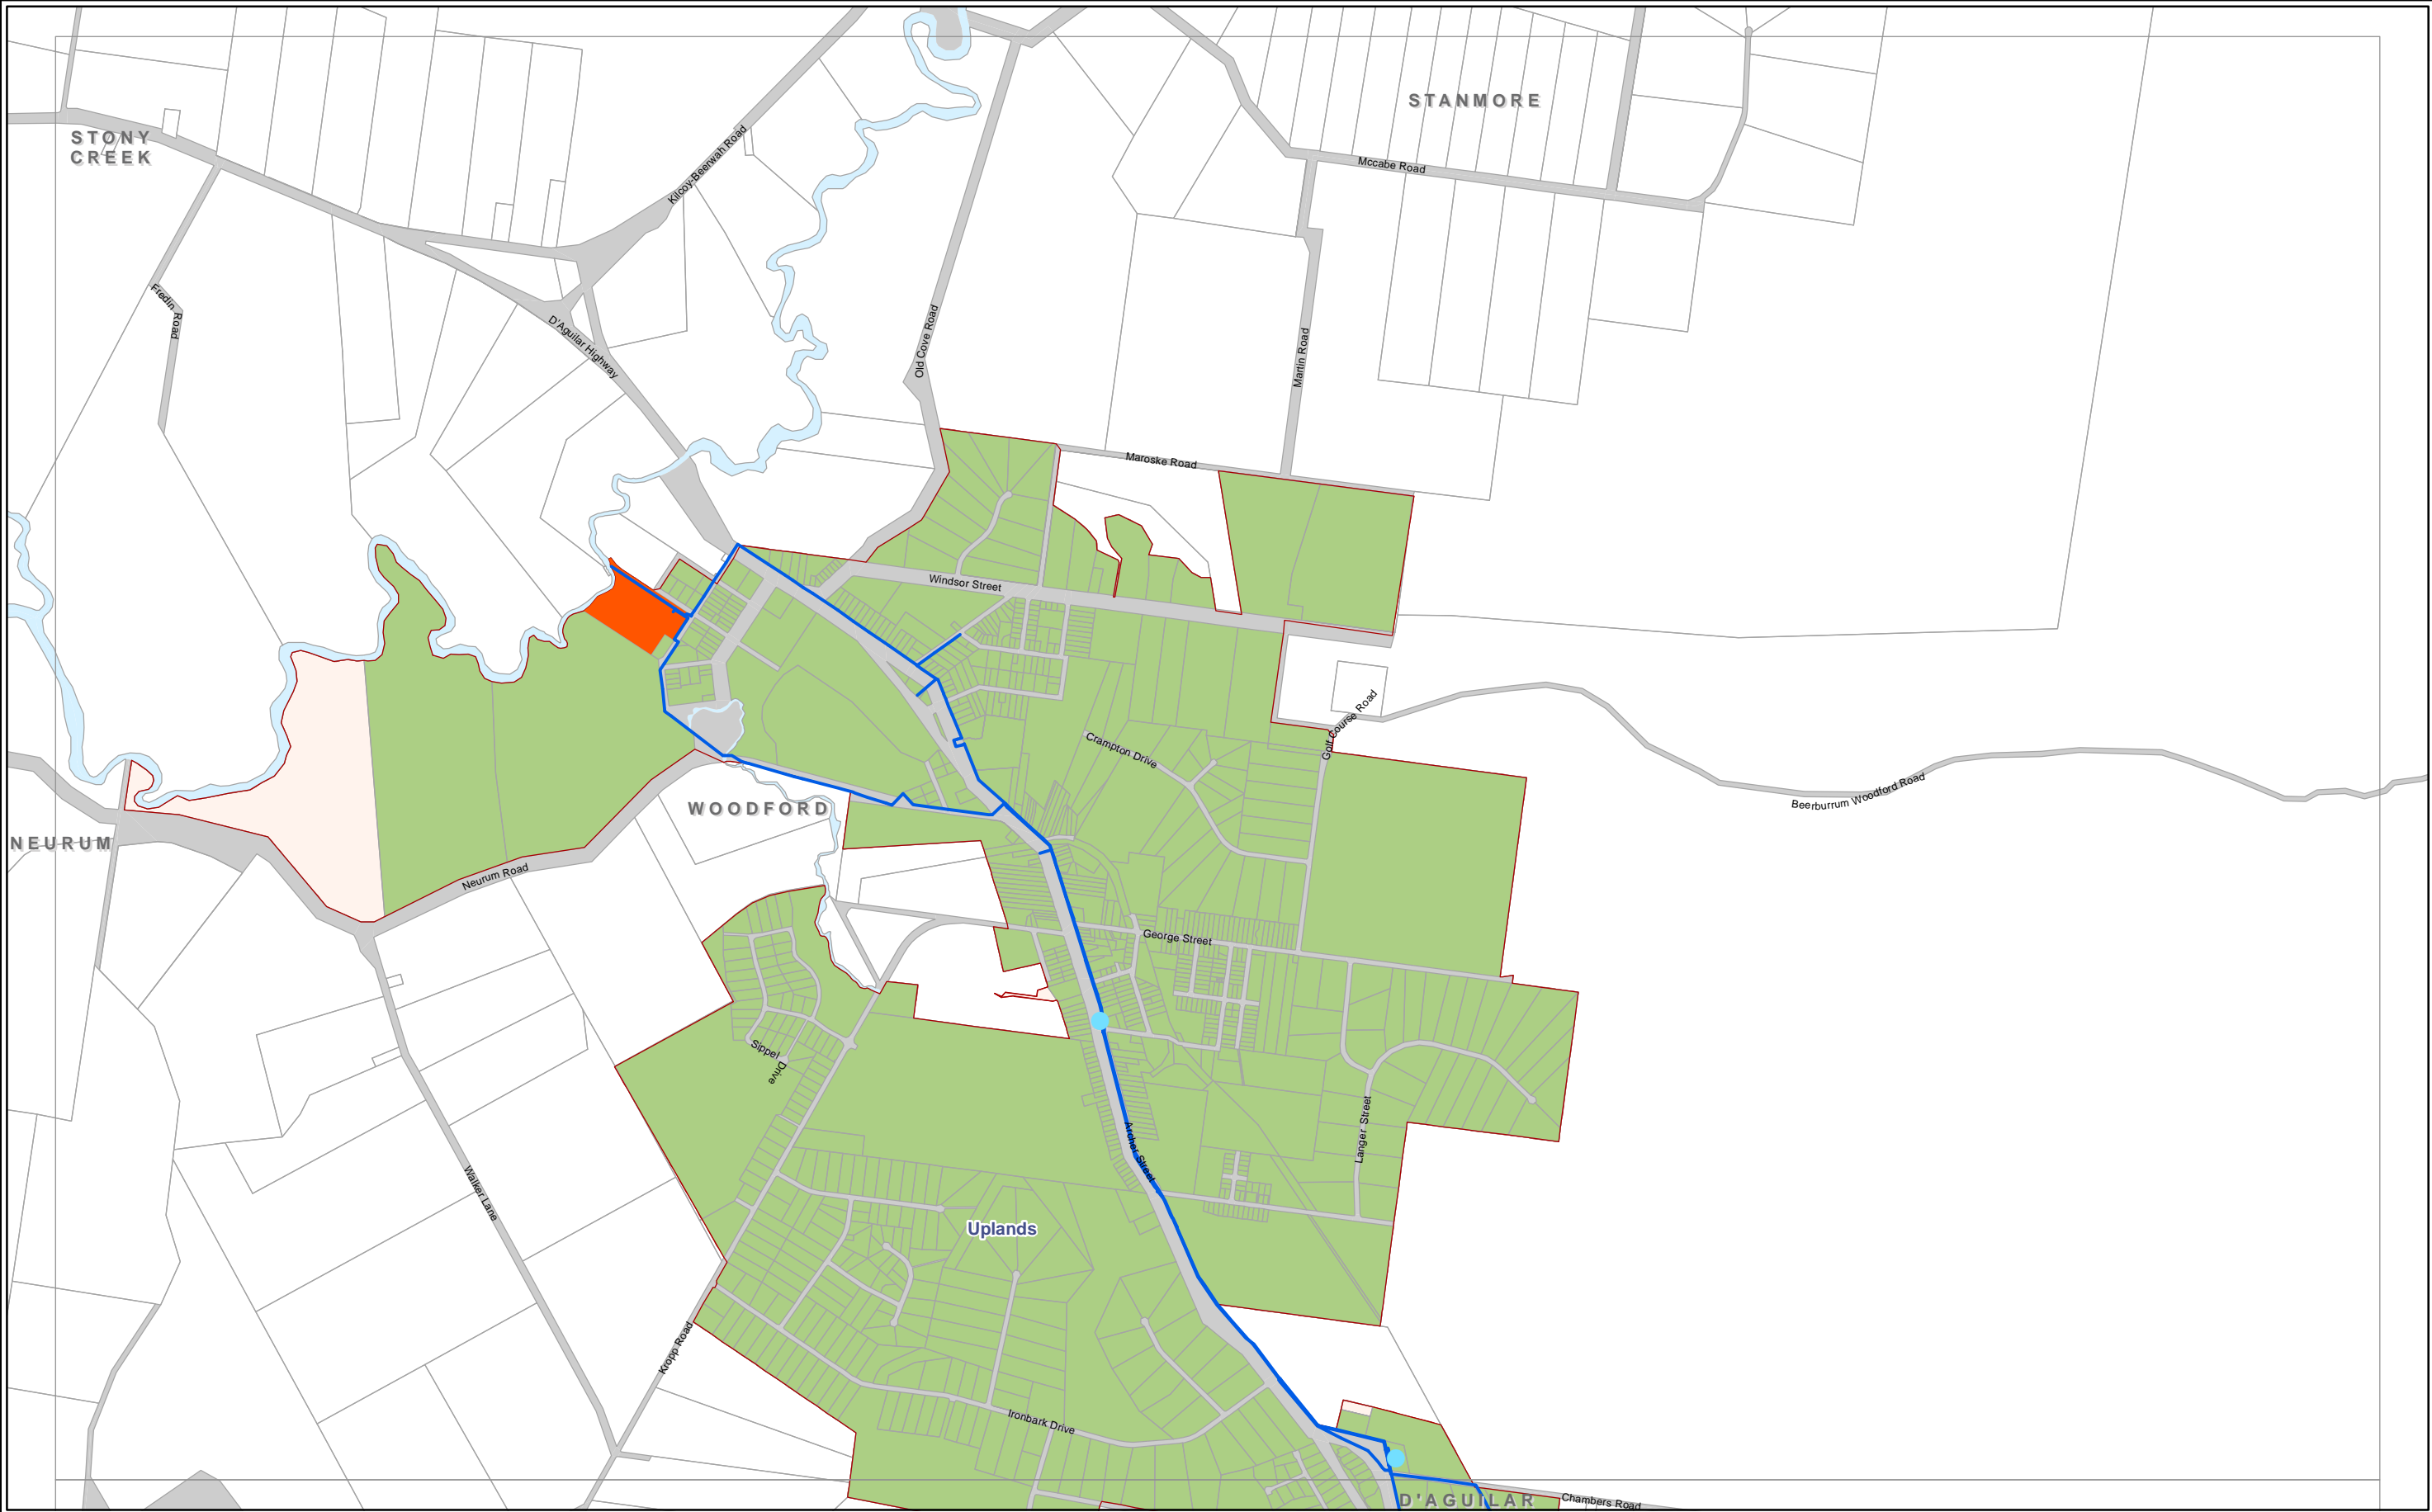 STANMORE
STONY
CREEK
Kilcoy-Beerwah Road
Mccabe Road
Fredin Road
D'Aguilar Highway
Old Cove Road
Martin Road
Maroske Road
Windsor Street
Golf Course Road
Crampton Drive
Beerburrum Woodford Road
WOODFORD
NEURUM
Neurum Road
George Street
Sippel Drive
Langer Street
Archer Street
Walker Lane
Uplands
Kropp Road
Ironbark Drive
D'AGUILAR
Chambers Road